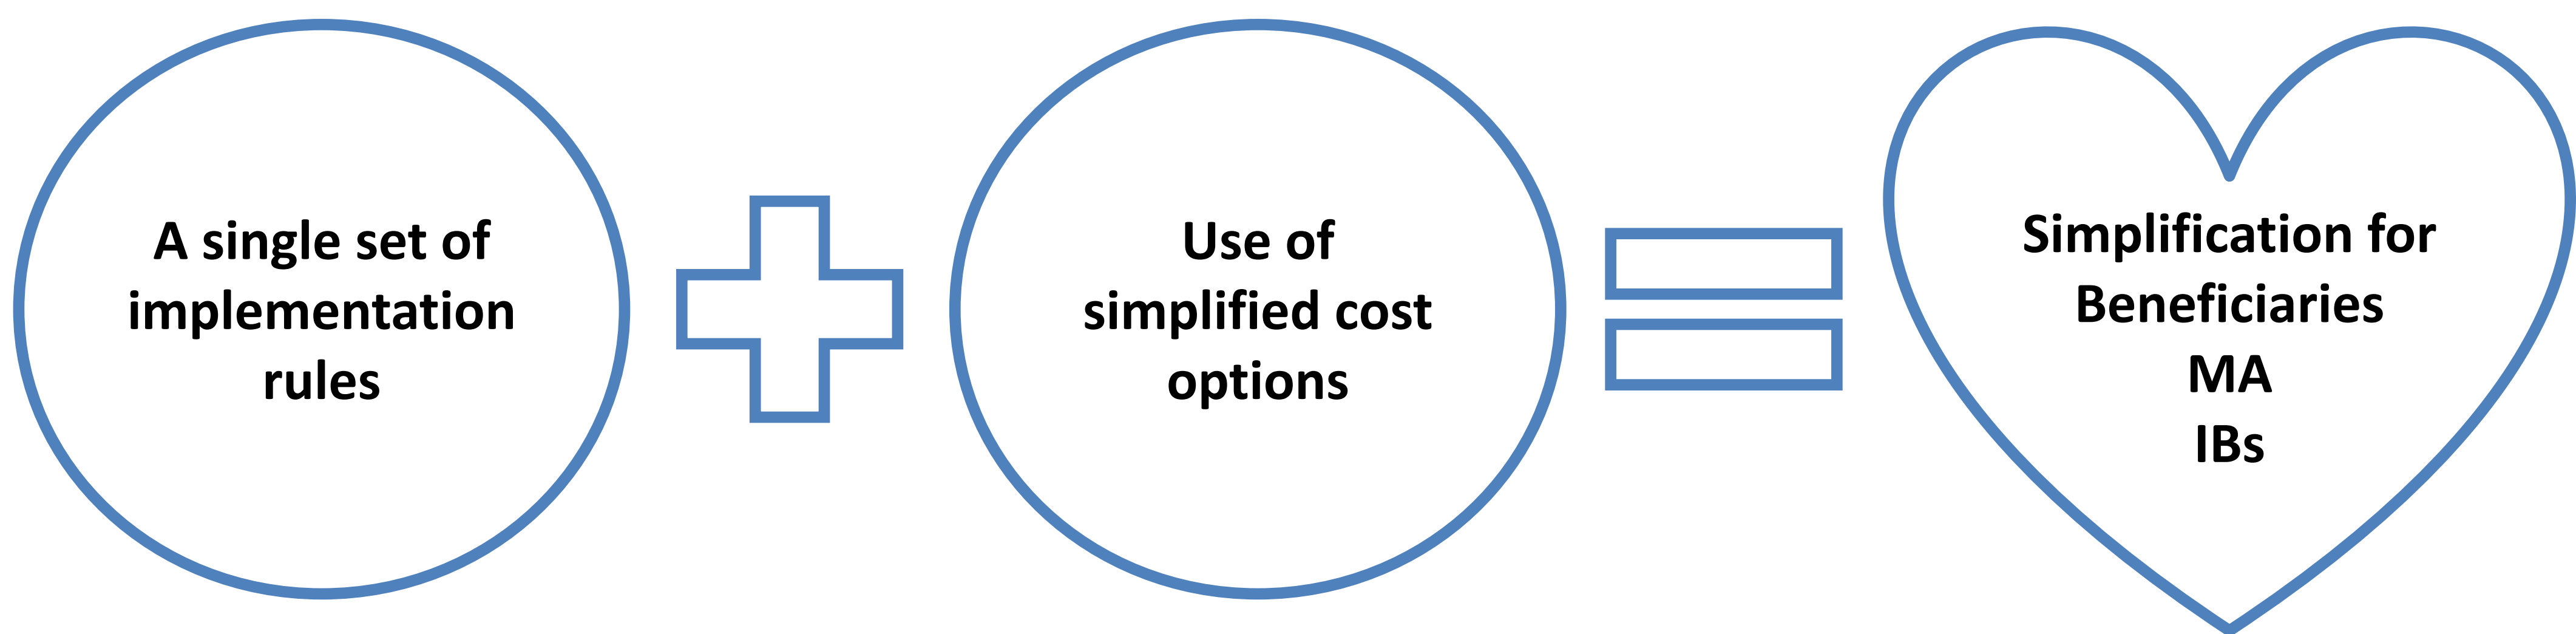 A single set of
implementation
rules
Use of
simplified cost
options
Simplification for
Beneficiaries
MA
IBs